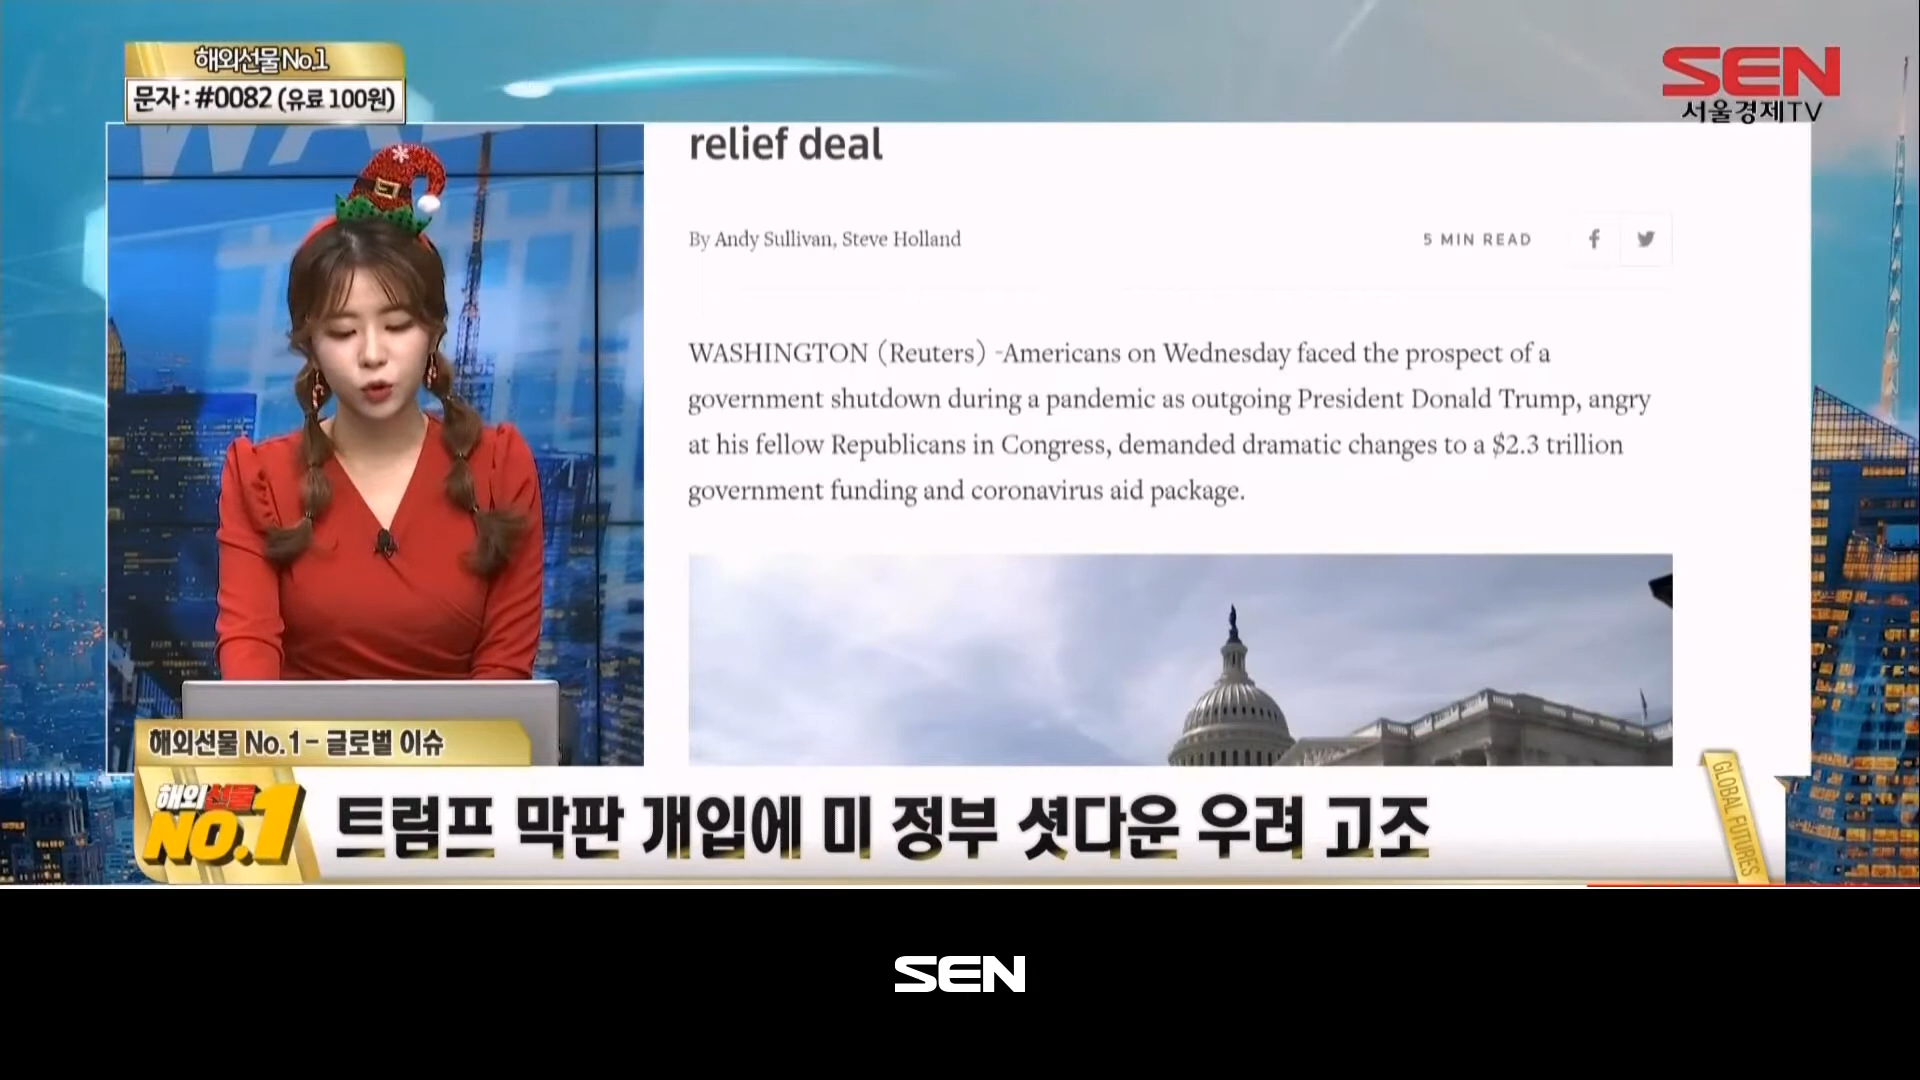 해외선물 No.1
문자 : #0082 (유료 100원)
SEN
서울경제TV
relief deal
By Andy Sullivan, Steve Holland
5 MIN READ
WASHINGTON (Reuters) -Americans on Wednesday faced the prospect of a
government shutdown during a pandemic as outgoing President Donald Trump, angry
at his fellow Republicans in Congress, demanded dramatic changes to a $2.3 trillion
government funding and coronavirus aid package.
해외선물 No.1 - 글로벌 이슈
해외선물
NO.1
트럼프 막판 개입에 미 정부 셧다운 우려 고조
GLOBAL FUTURES
SEN